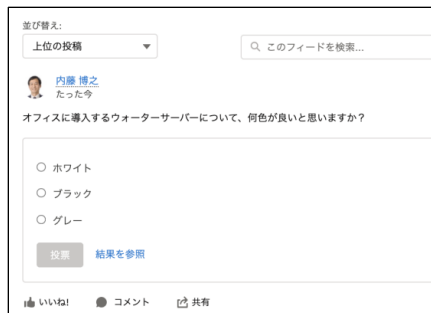 並び替え:
上位の投稿
このフィードを検索...
内藤 博之
たった今
オフィスに導入するウォーターサーバーについて、何色が良いと思いますか？
ホワイト
ブラック
グレー
投票 結果を参照
いいね! コメント 共有